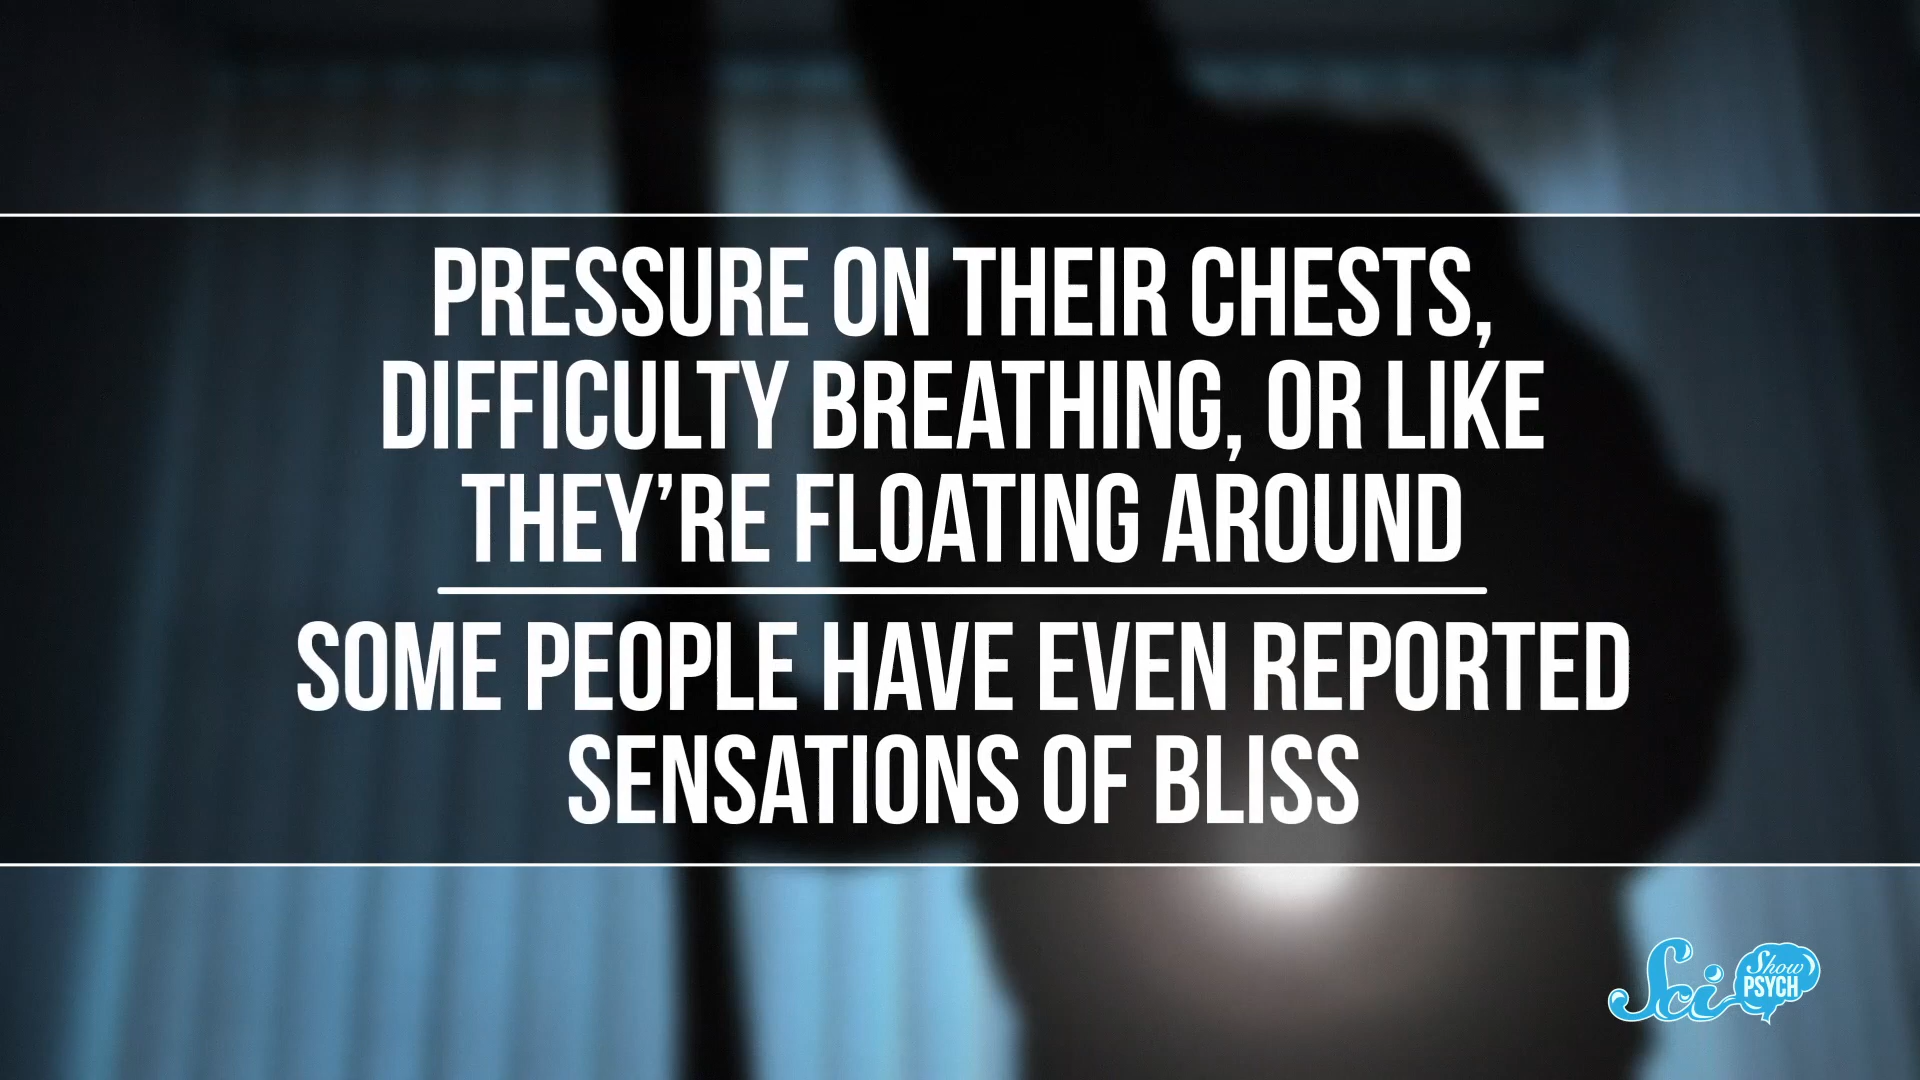 PRESSURE ON THEIR CHESTS,
DIFFICULTY BREATHING, OR LIKE
THEY’RE FLOATING AROUND
SOME PEOPLE HAVE EVEN REPORTED
SENSATIONS OF BLISS
Sci Show
PSYCH